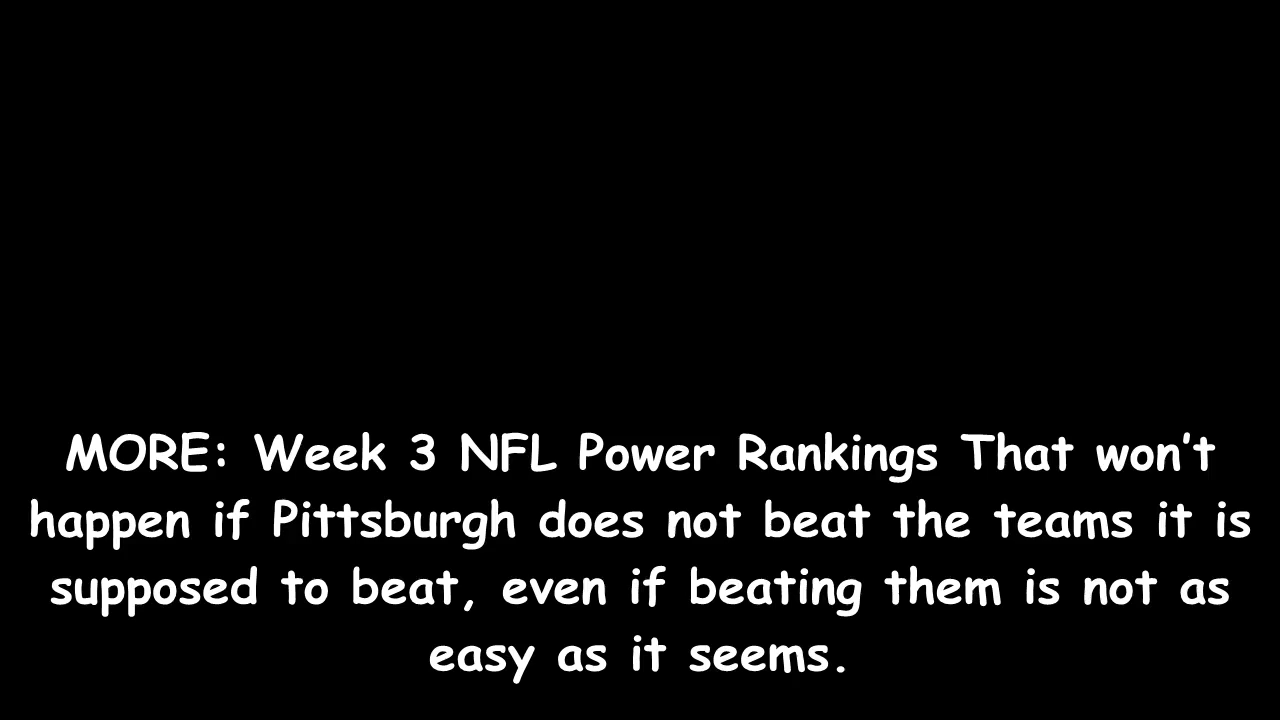 MORE: Week 3 NFL Power Rankings That won't
happen if Pittsburgh does not beat the teams it is
supposed to beat, even if beating them is not as
easy as it seems.